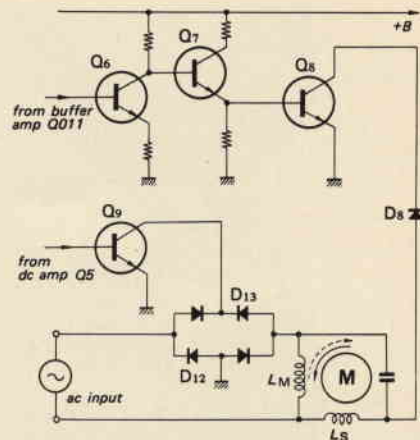 +B
Q7
Q6
Q8
from buffer
amp Q011
Q9
D8
from
dc amp Q5
D13
D12
LM
M
ac input
LS